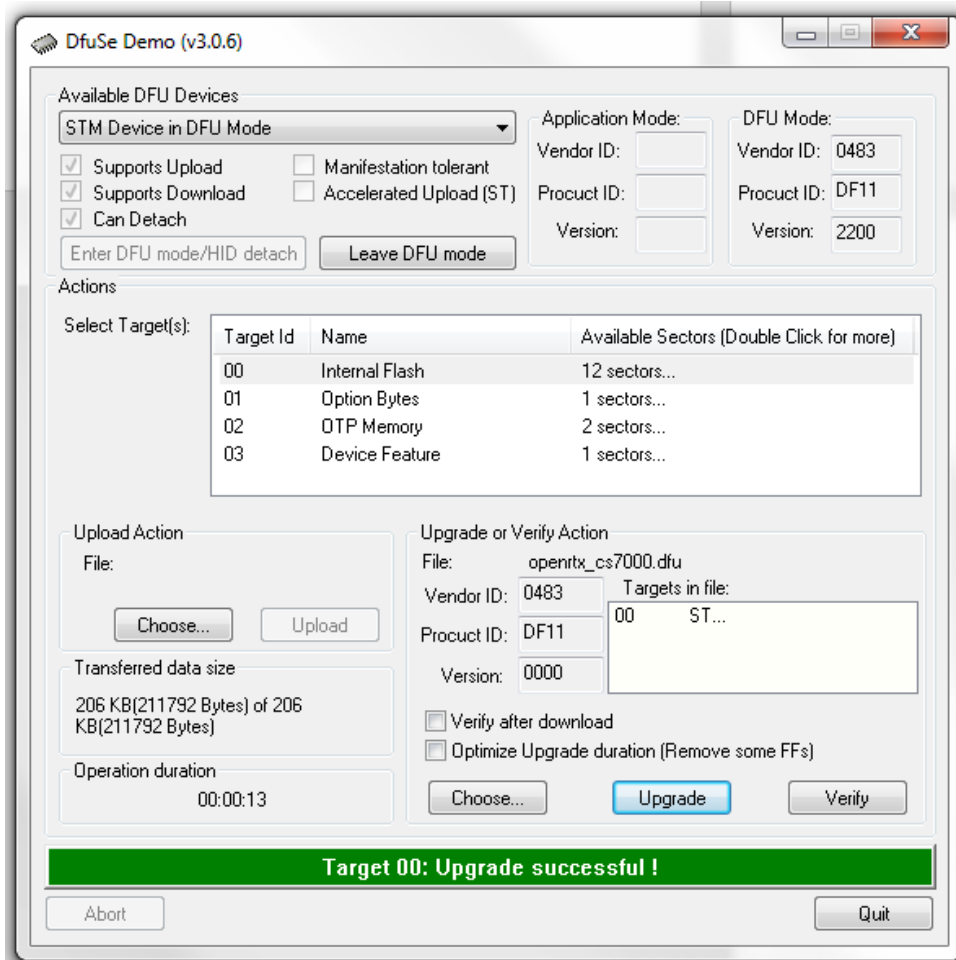 DfuSe Demo (v3.0.6)
Available DFU Devices
STM Device in DFU Mode
Supports Upload
Manifestation tolerant
Supports Download
Accelerated Upload (ST)
Can Detach
Enter DFU mode/HID detach
Leave DFU mode
Application Mode:
Vendor ID:
Procuct ID:
Version:
DFU Mode:
Vendor ID: 0483
Procuct ID: DF11
Version: 2200
Actions
Select Target(s):
Target Id Name Available Sectors (Double Click for more)
00 Internal Flash 12 sectors...
01 Option Bytes 1 sectors...
02 OTP Memory 2 sectors...
03 Device Feature 1 sectors...
Upload Action
File:
Choose...
Upload
Transferred data size
206 KB(211792 Bytes) of 206
KB(211792 Bytes)
Operation duration
00:00:13
Upgrade or Verify Action
File: openrtx_cs7000.dfu
Vendor ID: 0483
Procuct ID: DF11
Version: 0000
Targets in file:
00 ST...
Verify after download
Optimize Upgrade duration (Remove some FFs)
Choose...
Upgrade
Verify
Target 00: Upgrade successful !
Abort
Quit